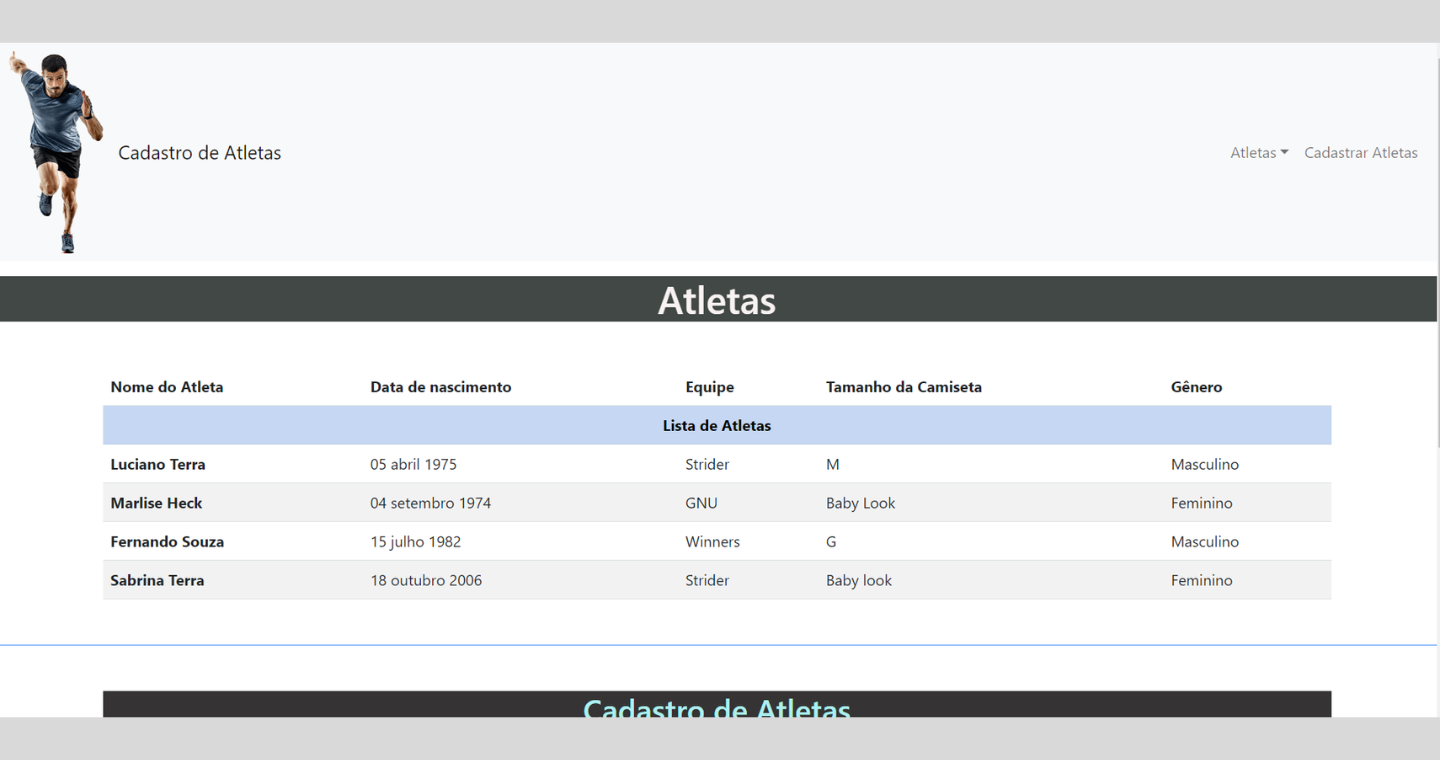 Cadastro de Atletas
Atletas Cadastrar Atletas
Atletas
Nome do Atleta Data de nascimento Equipe Tamanho da Camiseta Gênero
Lista de Atletas
Luciano Terra 05 abril 1975 Strider M Masculino
Marlise Heck 04 setembro 1974 GNU Baby Look Feminino
Fernando Souza 15 julho 1982 Winners G Masculino
Sabrina Terra 18 outubro 2006 Strider Baby look Feminino
Cadastro de Atletas